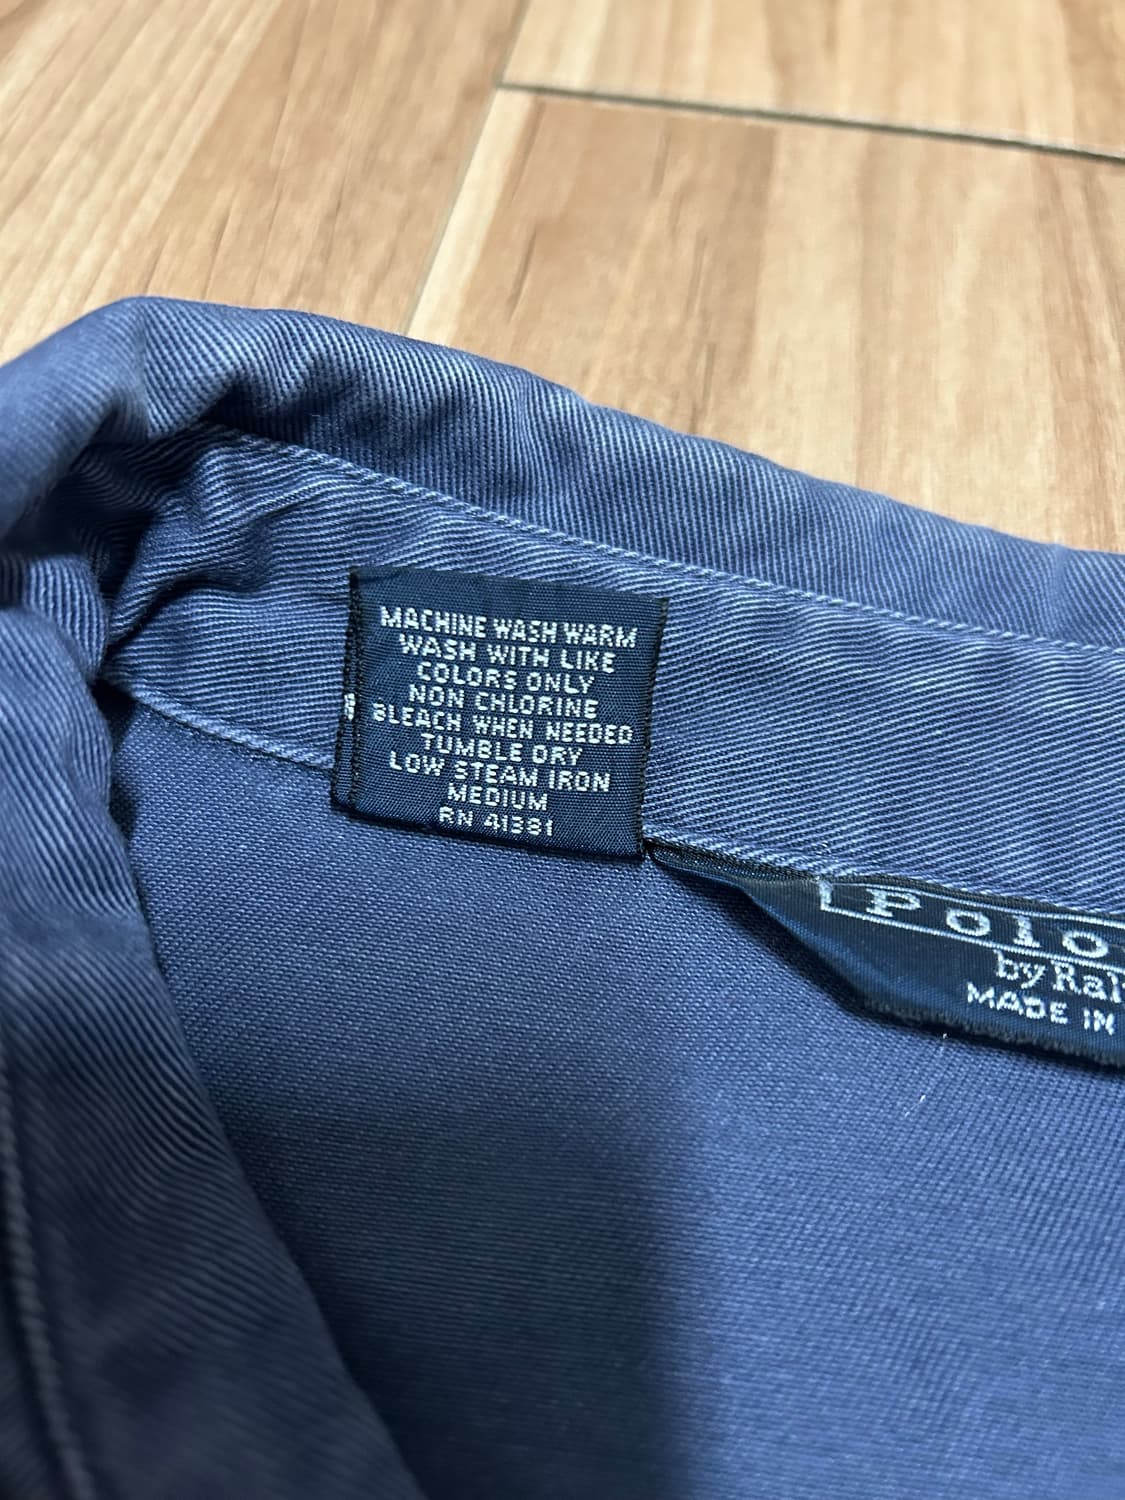 MACHINE WASH WARM
WASH WITH LIKE
COLORS ONLY
NON CHLORINE
BLEACH WHEN NEEDED
TUMBLE DRY
LOW STEAM IRON
MEDIUM
RN 41381
Polo
by Ral
MADE IN